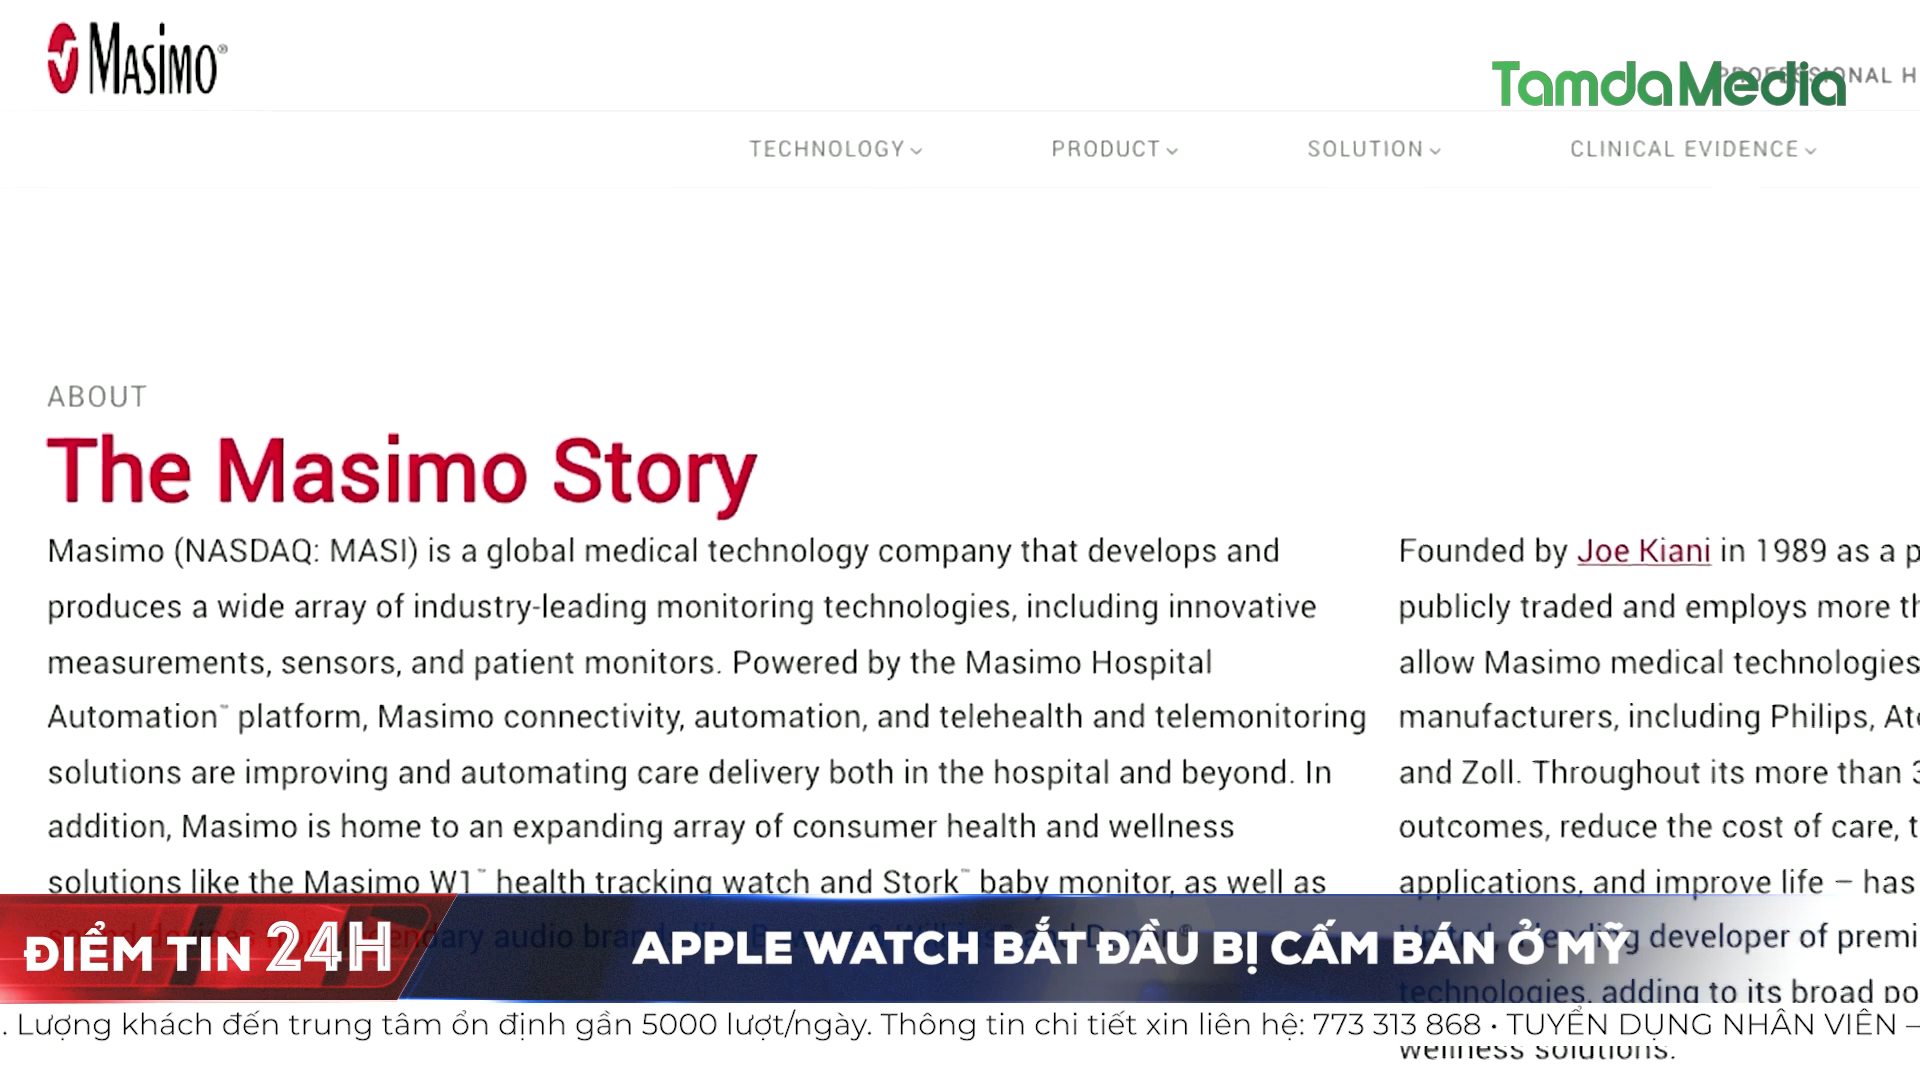 Masimo®
TamdaMedia
PROFESSIONAL H
TECHNOLOGY
PRODUCT
SOLUTION
CLINICAL EVIDENCE
ABOUT
The Masimo Story
Masimo (NASDAQ: MASI) is a global medical technology company that develops and
produces a wide array of industry-leading monitoring technologies, including innovative
measurements, sensors, and patient monitors. Powered by the Masimo Hospital
Automation™ platform, Masimo connectivity, automation, and telehealth and telemonitoring
solutions are improving and automating care delivery both in the hospital and beyond. In
addition, Masimo is home to an expanding array of consumer health and wellness
solutions like the Masimo W1™ health tracking watch and Stork™ baby monitor, as well as
audio
Founded by Joe Kiani in 1989 as a p
publicly traded and employs more th
allow Masimo medical technologies
manufacturers, including Philips, At
and Zoll. Throughout its more than 3
outcomes, reduce the cost of care, t
applications, and improve life – has
developer of premi
technologies, adding to its broad po
wellness solutions.
ĐIỂM TIN 24H
APPLE WATCH BẮT ĐẦU BỊ CẤM BÁN Ở MỸ
. Lượng khách đến trung tâm ổn định gần 5000 lượt/ngày. Thông tin chi tiết xin liên hệ: 773 313 868 • TUYỂN DỤNG NHÂN VIÊN –